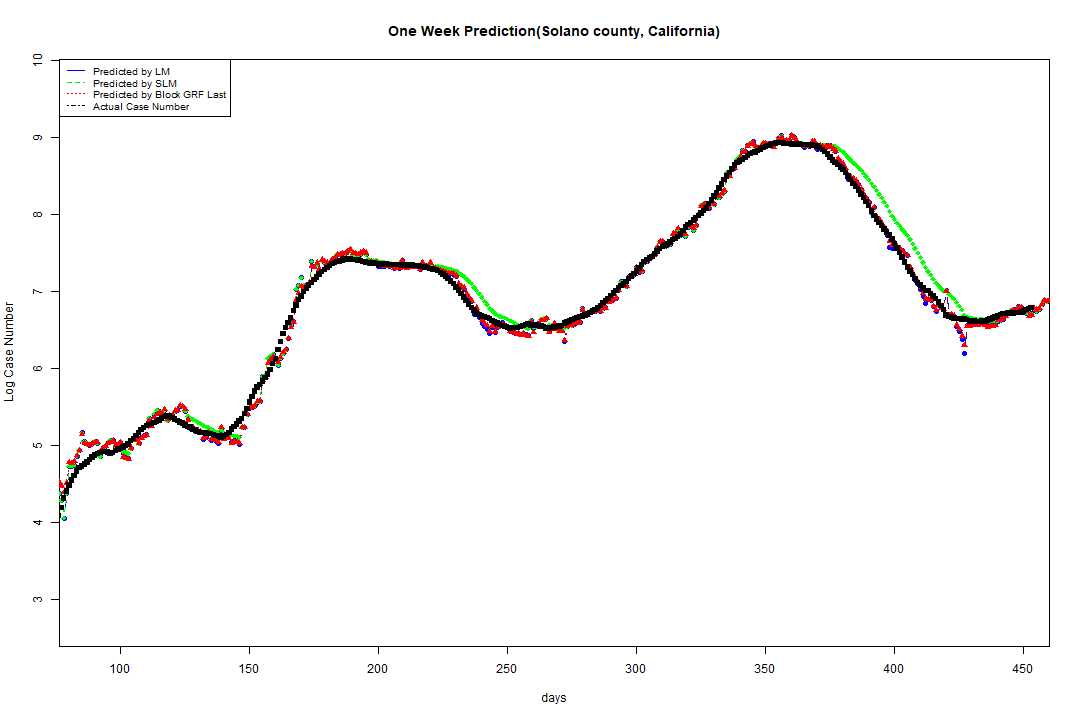 One Week Prediction(Solano county, California)
Predicted by LM
Predicted by SLM
Predicted by Block GRF Last
Actual Case Number
10
9
8
7
6
5
4
3
Log Case Number
100 150 200 250 300 350 400 450
days